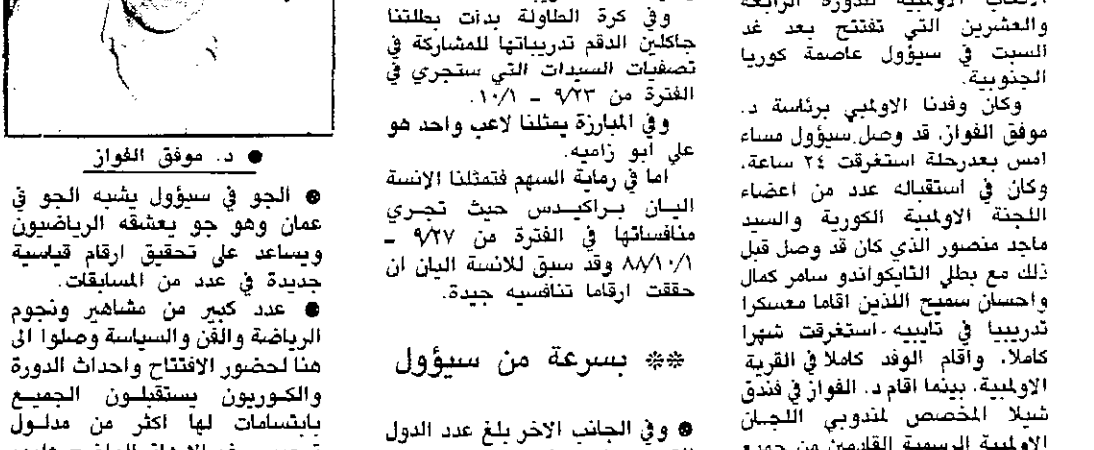 الالعاب الاولمبية للدورة الرابعة
والعشرين التي تفتتح بعد غد
السبت في سيؤول عاصمة كوريا
الجنوبية.
وكان وفدنا الاولمبي برئاسة د.
موفق الفواز، قد وصل سيؤول مساء
امس بعدرحلة استغرقت ٢٤ ساعة،
وكان في استقباله عدد من اعضاء
اللجنة الاولمبية الكورية والسيد
ماجد منصور الذي كان قد وصل قبل
ذلك مع بطلي التايكواندو سامر كمال
واحسان سميح اللذين اقاما معسكرا
تدريبيا في تايبيه استغرقت شهرا
كاملا، واقام الوفد كاملا في القرية
الاولمبية، بينما اقام د. الفواز في فندق
شيلا المخصص لمندوبي اللجان
الاولمبية الرسمية القادمين من جميع
وفي كرة الطاولة بدأت بطلتنا
جاكلين الدقم تدريباتها للمشاركة في
تصفيات السيدات التي ستجري في
الفترة من ٩/٢٣ ـ ١٠/١.
وفي المبارزة يمثلنا لاعب واحد هو
علي ابو زاميه.
اما في رماية السهم فتمثلنا الانسة
اليان براكيدس حيث تجري
منافساتها في الفترة من ٩/٢٧ ـ
٨٨/١٠/١ وقد سبق للانسة اليان ان
حققت ارقاما تنافسيه جيدة.
** بسرعة من سيؤول
● وفي الجانب الاخر بلغ عدد الدول
● د. موفق الفواز
● الجو في سيؤول يشبه الجو في
عمان وهو جو يعشقه الرياضيون
ويساعد على تحقيق ارقام قياسية
جديدة في عدد من المسابقات.
● عدد كبير من مشاهير ونجوم
الرياضة والفن والسياسة وصلوا الى
هنا لحضور الافتتاح واحداث الدورة
والكوريون يستقبلون الجميع
بابتسامات لها اكثر من مدلول